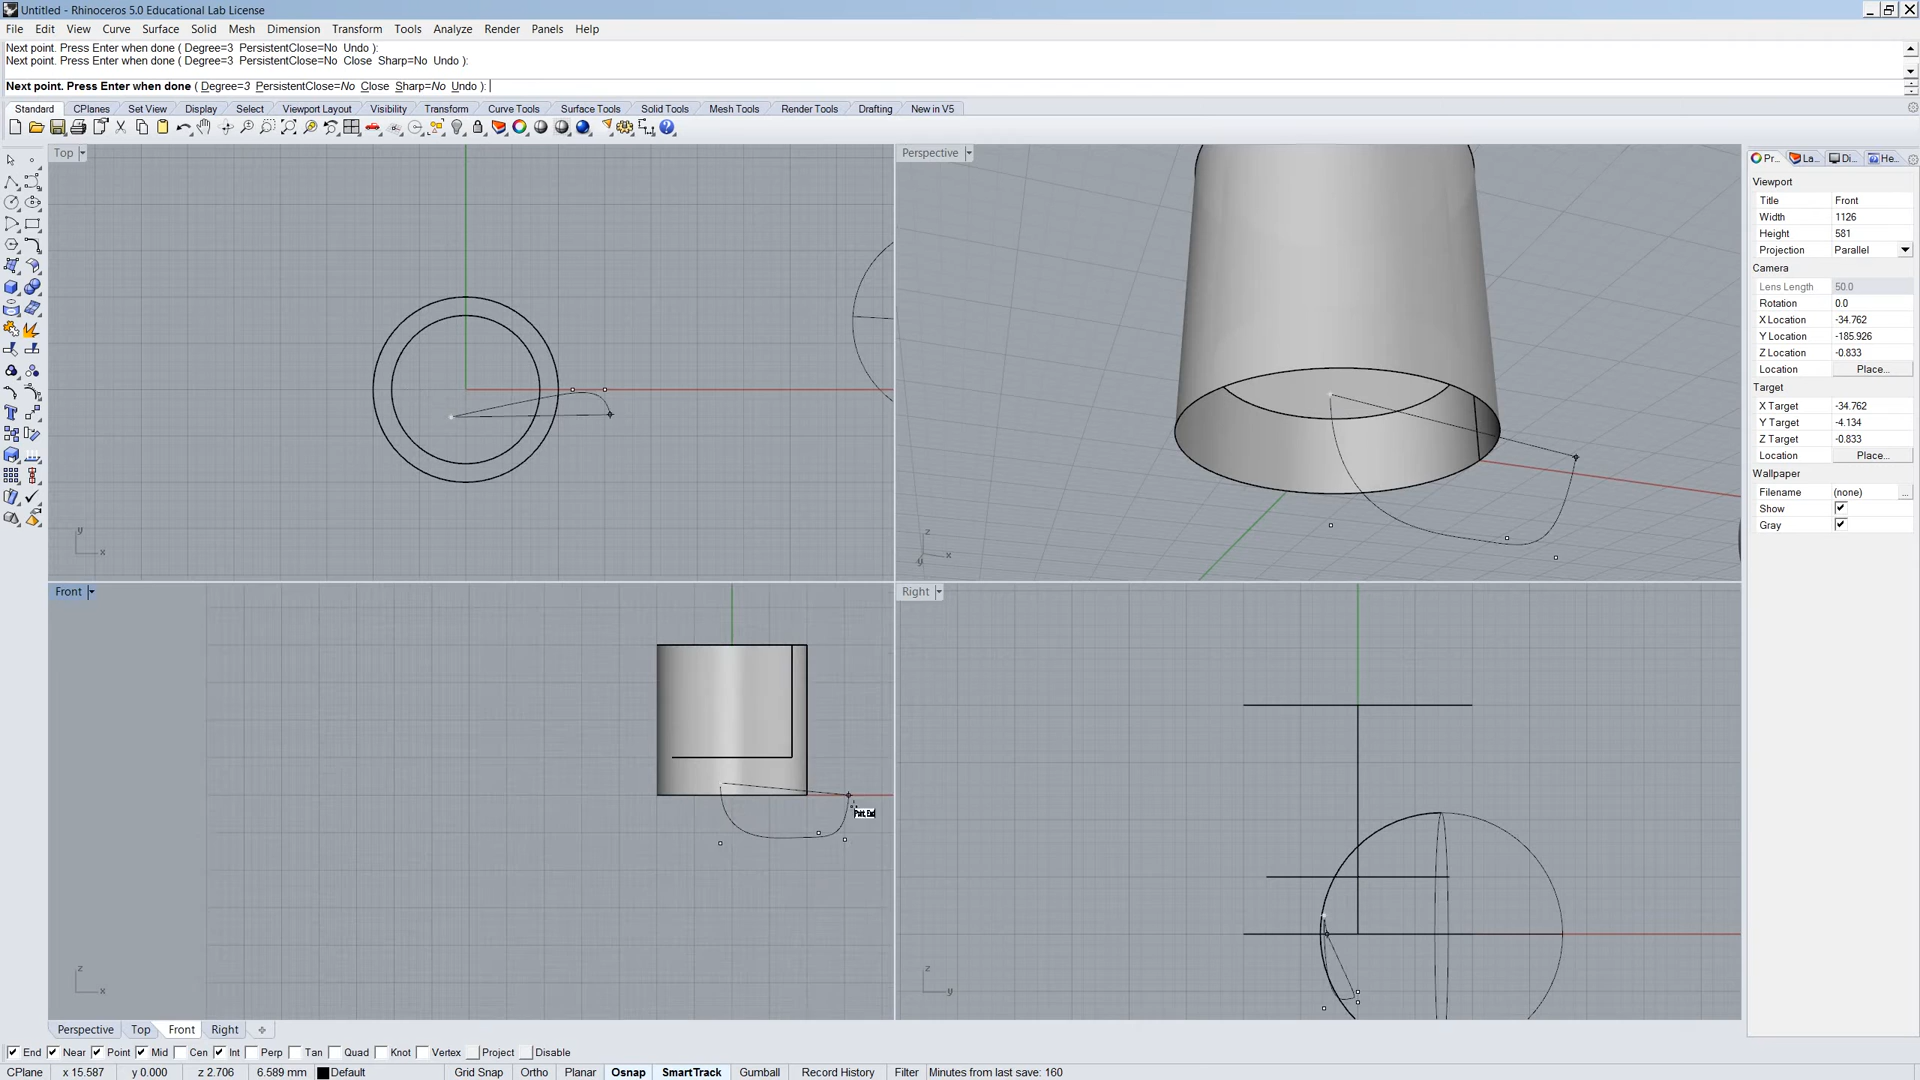 Untitled - Rhinoceros 5.0 Educational Lab License
File Edit View Curve Surface Solid Mesh Dimension Transform Tools Analyze Render Panels Help
Next point. Press Enter when done ( Degree=3 PersistentClose=No Undo ):
Next point. Press Enter when done ( Degree=3 PersistentClose=No Close Sharp=No Undo ):
Next point. Press Enter when done ( Degree=3 PersistentClose=No Close Sharp=No Undo ):
Standard CPlanes Set View Display Select Viewport Layout Visibility Transform Curve Tools Surface Tools Solid Tools Mesh Tools Render Tools Drafting New in V5
Top Perspective Pr... La... Di... He...
Viewport
Title Front
Width 1126
Height 581
Projection Parallel
Camera
Lens Length 50.0
Rotation 0.0
X Location -34.762
Y Location -185.926
Z Location -0.833
Location Place...
Target
X Target -34.762
Y Target -4.134
Z Target -0.833
Location Place...
Wallpaper
Filename (none) ...
Show
Gray
y
x
z
x
y
Front Right
z
x
z
y
Perspective Top Front Right
End Near Point Mid Cen Int Perp Tan Quad Knot Vertex Project Disable
CPlane x 15.587 y 0.000 z 2.706 6.589 mm Default Grid Snap Ortho Planar Osnap SmartTrack Gumball Record History Filter Minutes from last save: 160